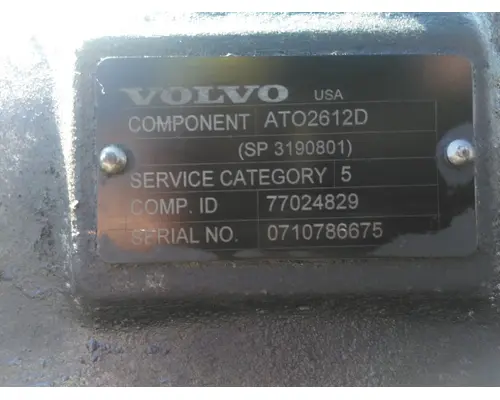 VOLVO USA
COMPONENT ATO2612D
(SP 3190801)
SERVICE CATEGORY 5
COMP. ID 77024829
SERIAL NO. 0710786675